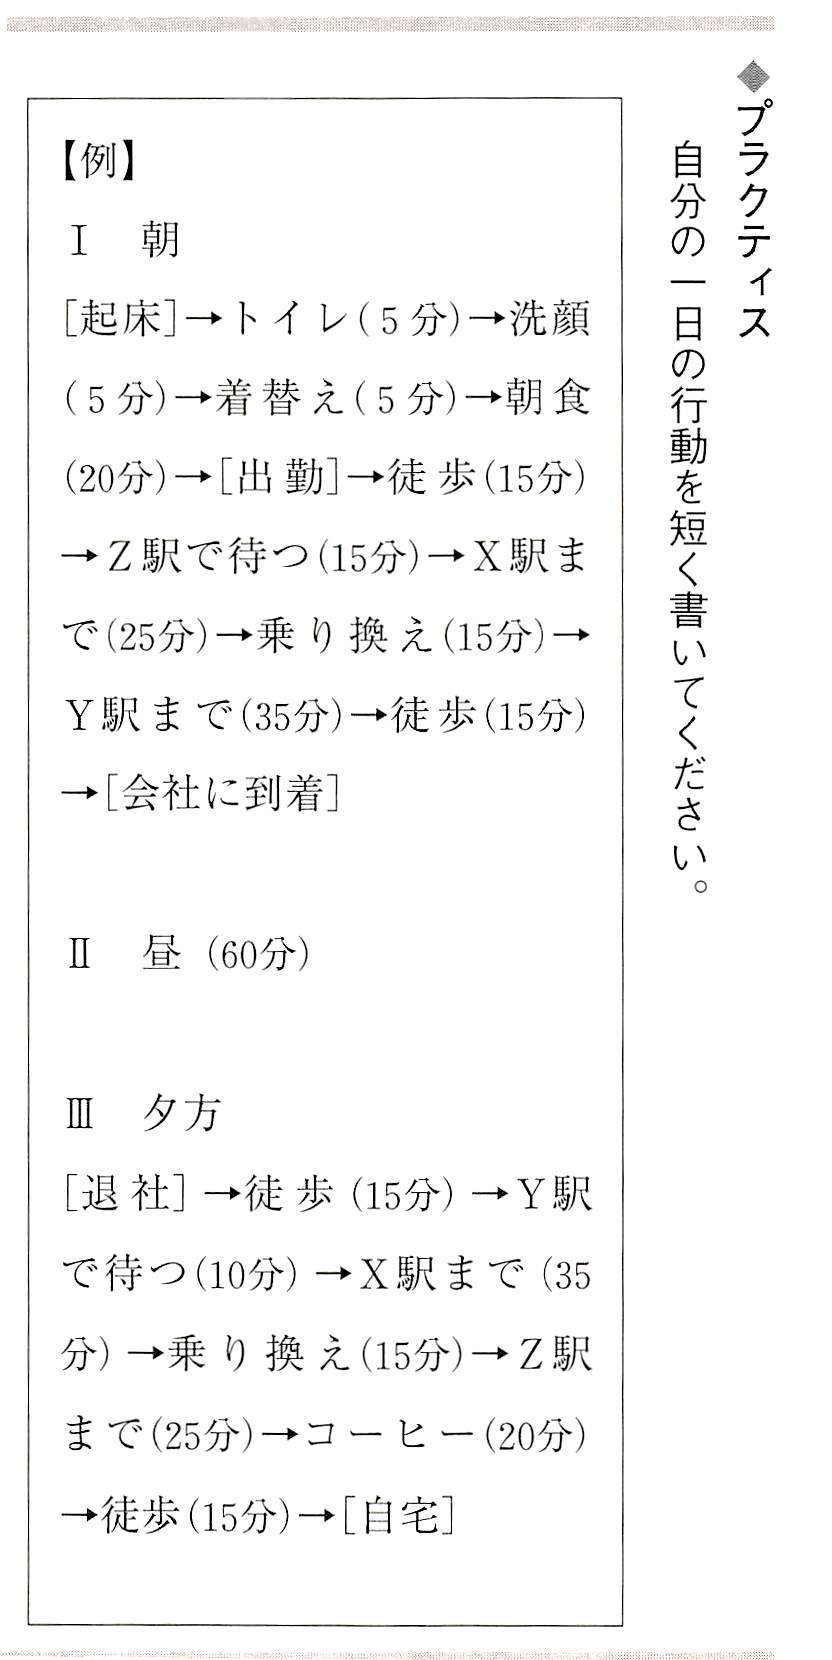 ◆プラクティス
自分の一日の行動を短く書いてください。
【例】
Ⅰ　朝
［起床］→トイレ(5分)→洗顔
(5分)→着替え(5分)→朝食
(20分)→［出勤］→徒歩(15分)
→Z駅で待つ(15分)→X駅ま
で(25分)→乗り換え(15分)→
Y駅まで(35分)→徒歩(15分)
→［会社に到着］
Ⅱ　昼 (60分)
Ⅲ　夕方
［退社］→徒歩 (15分) →Y駅
で待つ(10分) →X駅まで (35
分) →乗り換え(15分)→Z駅
まで(25分)→コーヒー(20分)
→徒歩(15分)→［自宅］